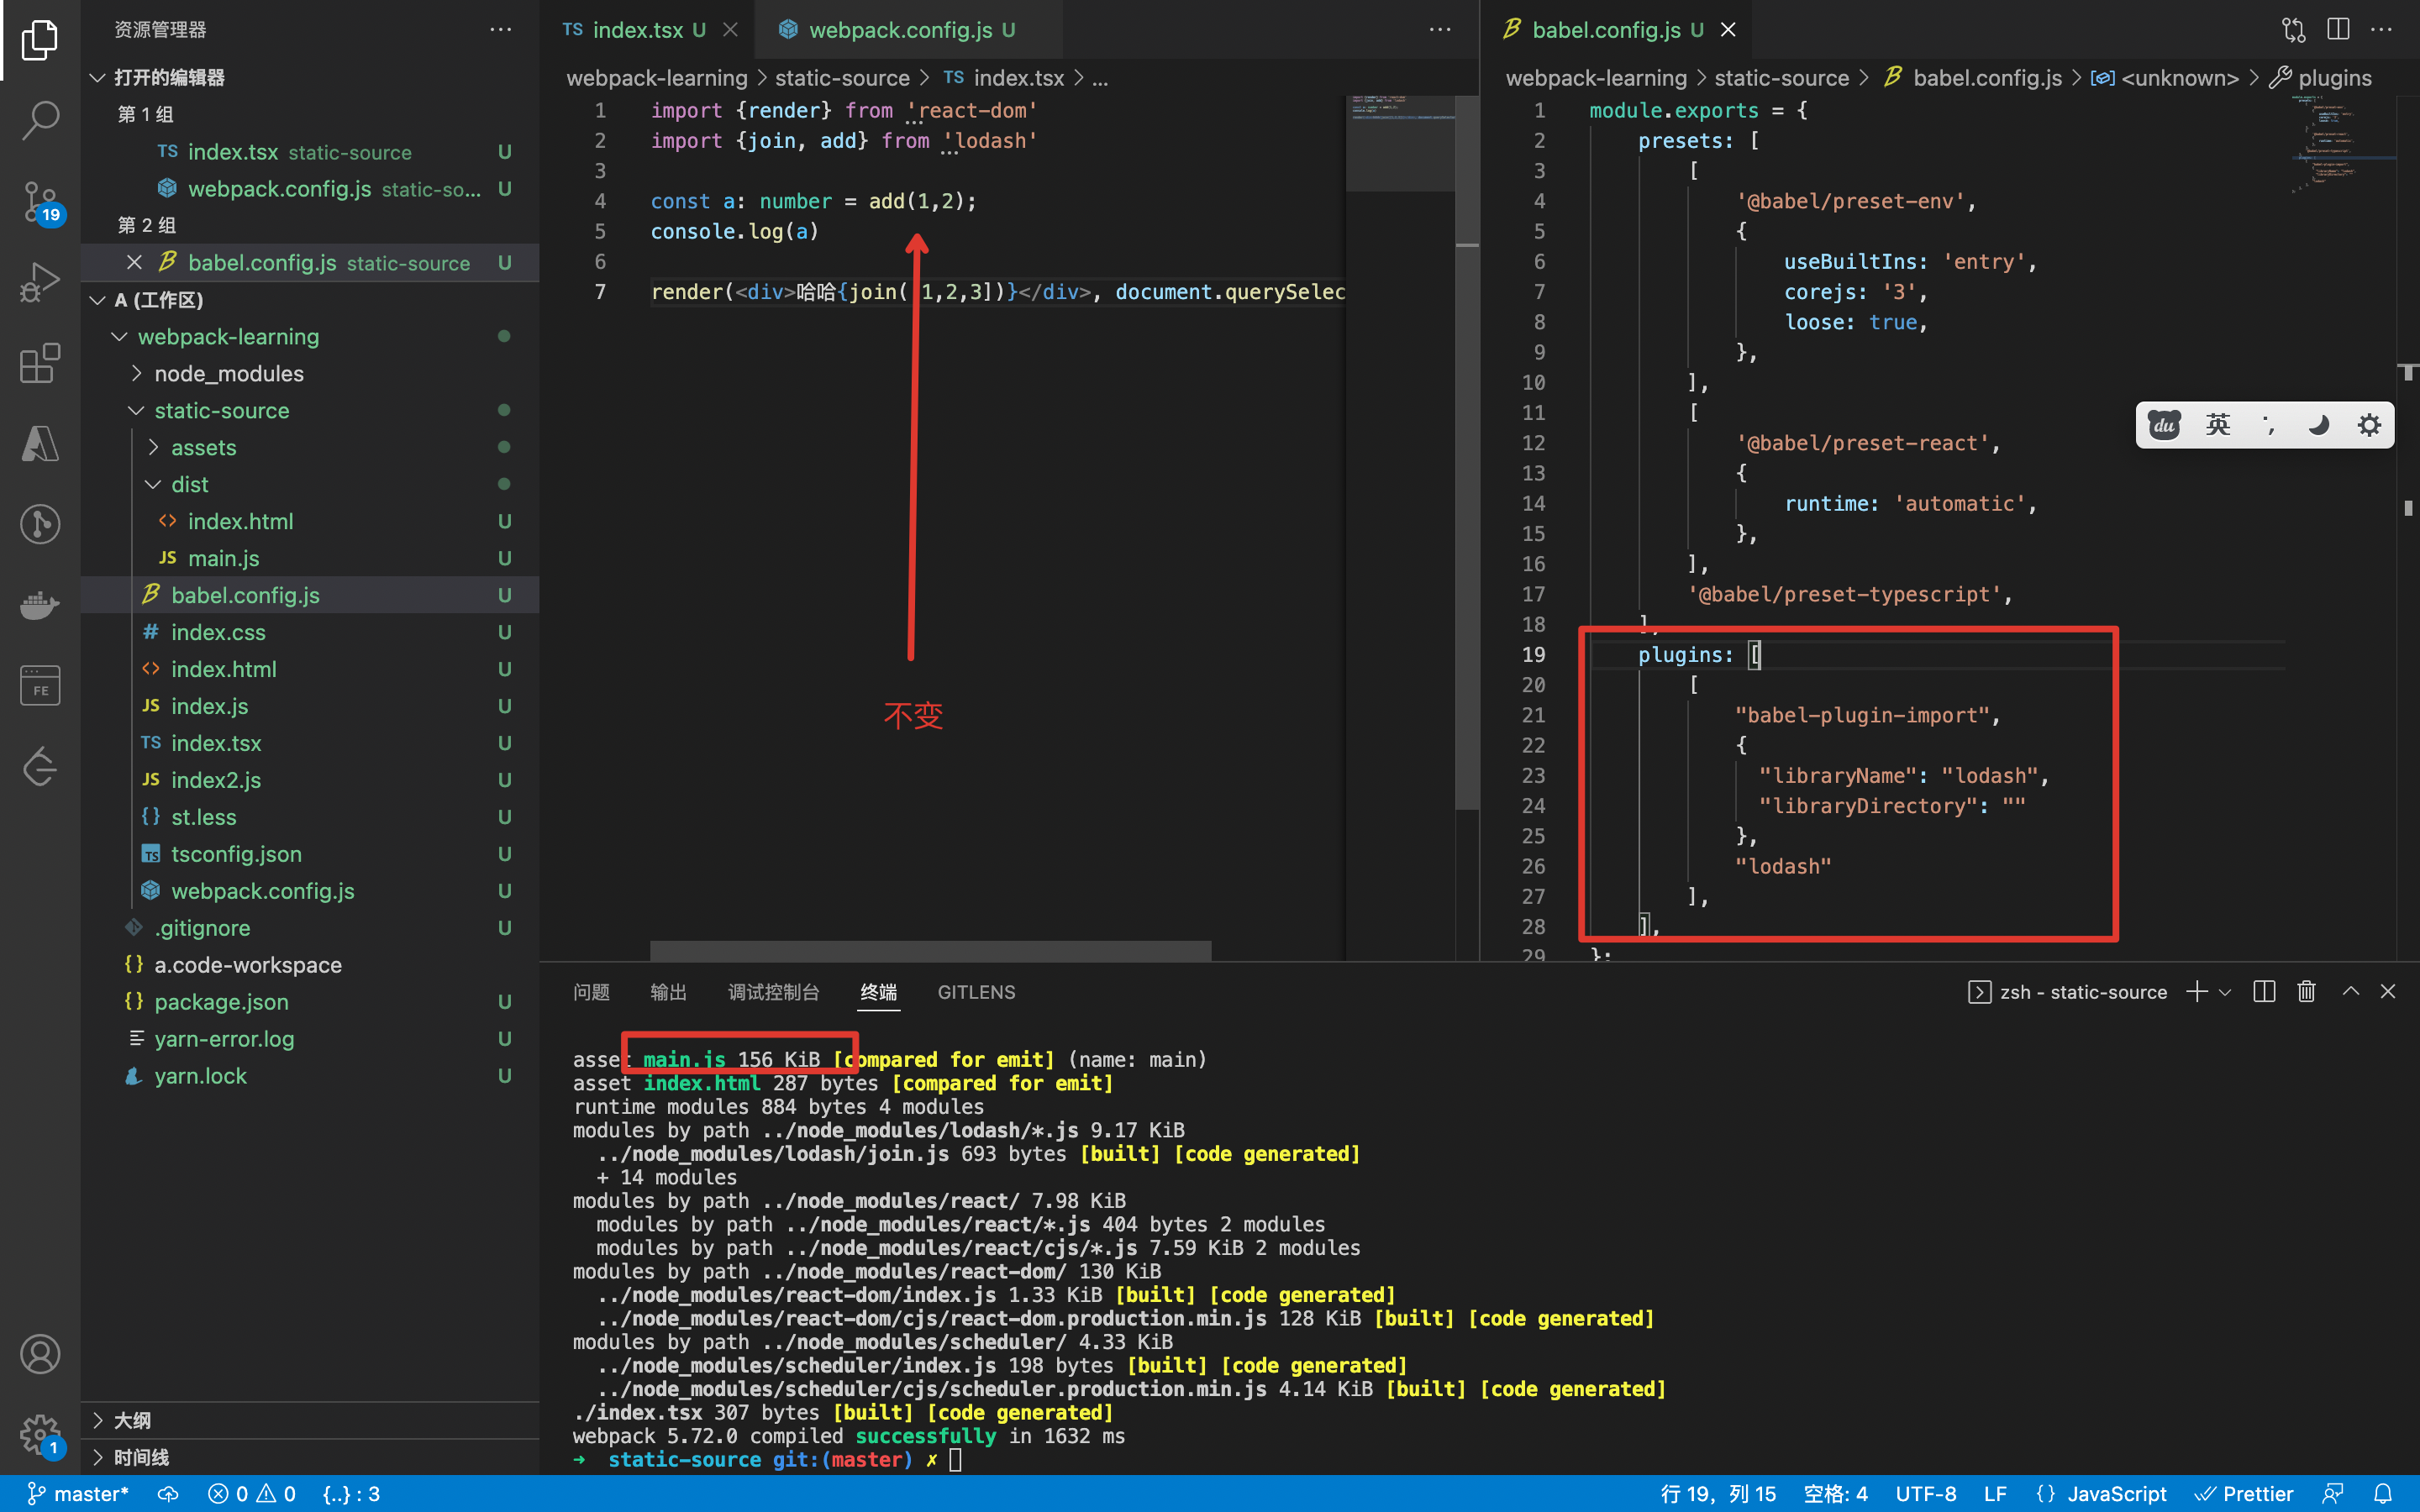 资源管理器
打开的编辑器
第 1 组
TS index.tsx static-source U
webpack.config.js static-so... U
第 2 组
babel.config.js static-source U
A (工作区)
webpack-learning
node_modules
static-source
assets
dist
index.html U
JS main.js U
babel.config.js U
# index.css U
index.html U
JS index.js U
TS index.tsx U
JS index2.js U
{} st.less U
TS tsconfig.json U
webpack.config.js U
.gitignore U
{} a.code-workspace
{} package.json U
yarn-error.log U
yarn.lock U
大纲
时间线
19
FE
1
TS index.tsx U
webpack.config.js U
webpack-learning > static-source > TS index.tsx > ...
1 import {render} from 'react-dom'
2 import {join, add} from 'lodash'
3
4 const a: number = add(1,2);
5 console.log(a)
6
7 render(<div>哈哈{join([1,2,3])}</div>, document.querySelec
不变
babel.config.js U
webpack-learning > static-source > babel.config.js > <unknown> > plugins
1 module.exports = {
2 presets: [
3 [
4 '@babel/preset-env',
5 {
6 useBuiltIns: 'entry',
7 corejs: '3',
8 loose: true,
9 },
10 ],
11 [
12 '@babel/preset-react',
13 {
14 runtime: 'automatic',
15 },
16 ],
17 '@babel/preset-typescript',
18 ],
19 plugins: [
20 [
21 "babel-plugin-import",
22 {
23 "libraryName": "lodash",
24 "libraryDirectory": ""
25 },
26 "lodash"
27 ],
28 ],
29 };
du 英 ·,
问题 输出 调试控制台 终端 GITLENS
zsh - static-source
asset main.js 156 KiB [compared for emit] (name: main)
asset index.html 287 bytes [compared for emit]
runtime modules 884 bytes 4 modules
modules by path ../node_modules/lodash/*.js 9.17 KiB
../node_modules/lodash/join.js 693 bytes [built] [code generated]
+ 14 modules
modules by path ../node_modules/react/ 7.98 KiB
modules by path ../node_modules/react/*.js 404 bytes 2 modules
modules by path ../node_modules/react/cjs/*.js 7.59 KiB 2 modules
modules by path ../node_modules/react-dom/ 130 KiB
../node_modules/react-dom/index.js 1.33 KiB [built] [code generated]
../node_modules/react-dom/cjs/react-dom.production.min.js 128 KiB [built] [code generated]
modules by path ../node_modules/scheduler/ 4.33 KiB
../node_modules/scheduler/index.js 198 bytes [built] [code generated]
../node_modules/scheduler/cjs/scheduler.production.min.js 4.14 KiB [built] [code generated]
./index.tsx 307 bytes [built] [code generated]
webpack 5.72.0 compiled successfully in 1632 ms
→ static-source git:(master) ✗
master* 0 0 {..} : 3 行 19，列 15 空格: 4 UTF-8 LF {} JavaScript Prettier